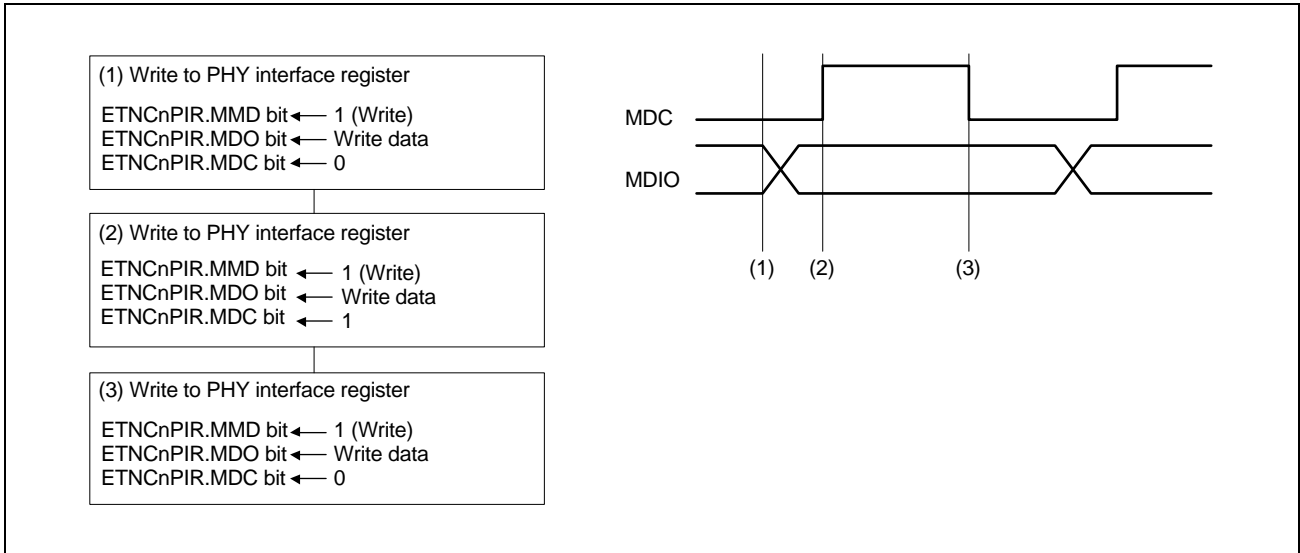 (1) Write to PHY interface register
ETNCnPIR.MMD bit ← 1 (Write)
ETNCnPIR.MDO bit ← Write data
ETNCnPIR.MDC bit ← 0
(2) Write to PHY interface register
ETNCnPIR.MMD bit ← 1 (Write)
ETNCnPIR.MDO bit ← Write data
ETNCnPIR.MDC bit ← 1
(3) Write to PHY interface register
ETNCnPIR.MMD bit ← 1 (Write)
ETNCnPIR.MDO bit ← Write data
ETNCnPIR.MDC bit ← 0
MDC
MDIO
(1) (2) (3)